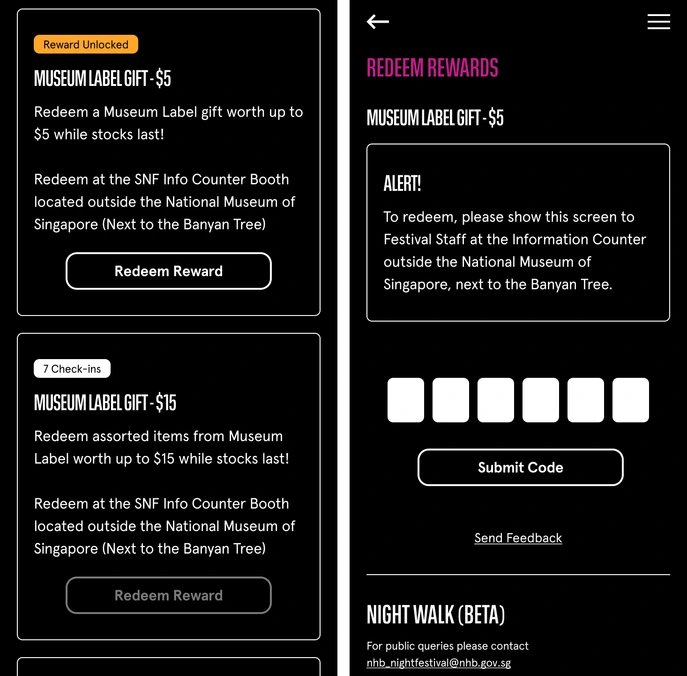 Reward Unlocked
MUSEUM LABEL GIFT - $5
Redeem a Museum Label gift worth up to
$5 while stocks last!
Redeem at the SNF Info Counter Booth
located outside the National Museum of
Singapore (Next to the Banyan Tree)
Redeem Reward
7 Check-ins
MUSEUM LABEL GIFT - $15
Redeem assorted items from Museum
Label worth up to $15 while stocks last!
Redeem at the SNF Info Counter Booth
located outside the National Museum of
Singapore (Next to the Banyan Tree)
Redeem Reward
REDEEM REWARDS
MUSEUM LABEL GIFT - $5
ALERT!
To redeem, please show this screen to
Festival Staff at the Information Counter
outside the National Museum of
Singapore, next to the Banyan Tree.
Submit Code
Send Feedback
NIGHT WALK (BETA)
For public queries please contact
nhb_nightfestival@nhb.gov.sg